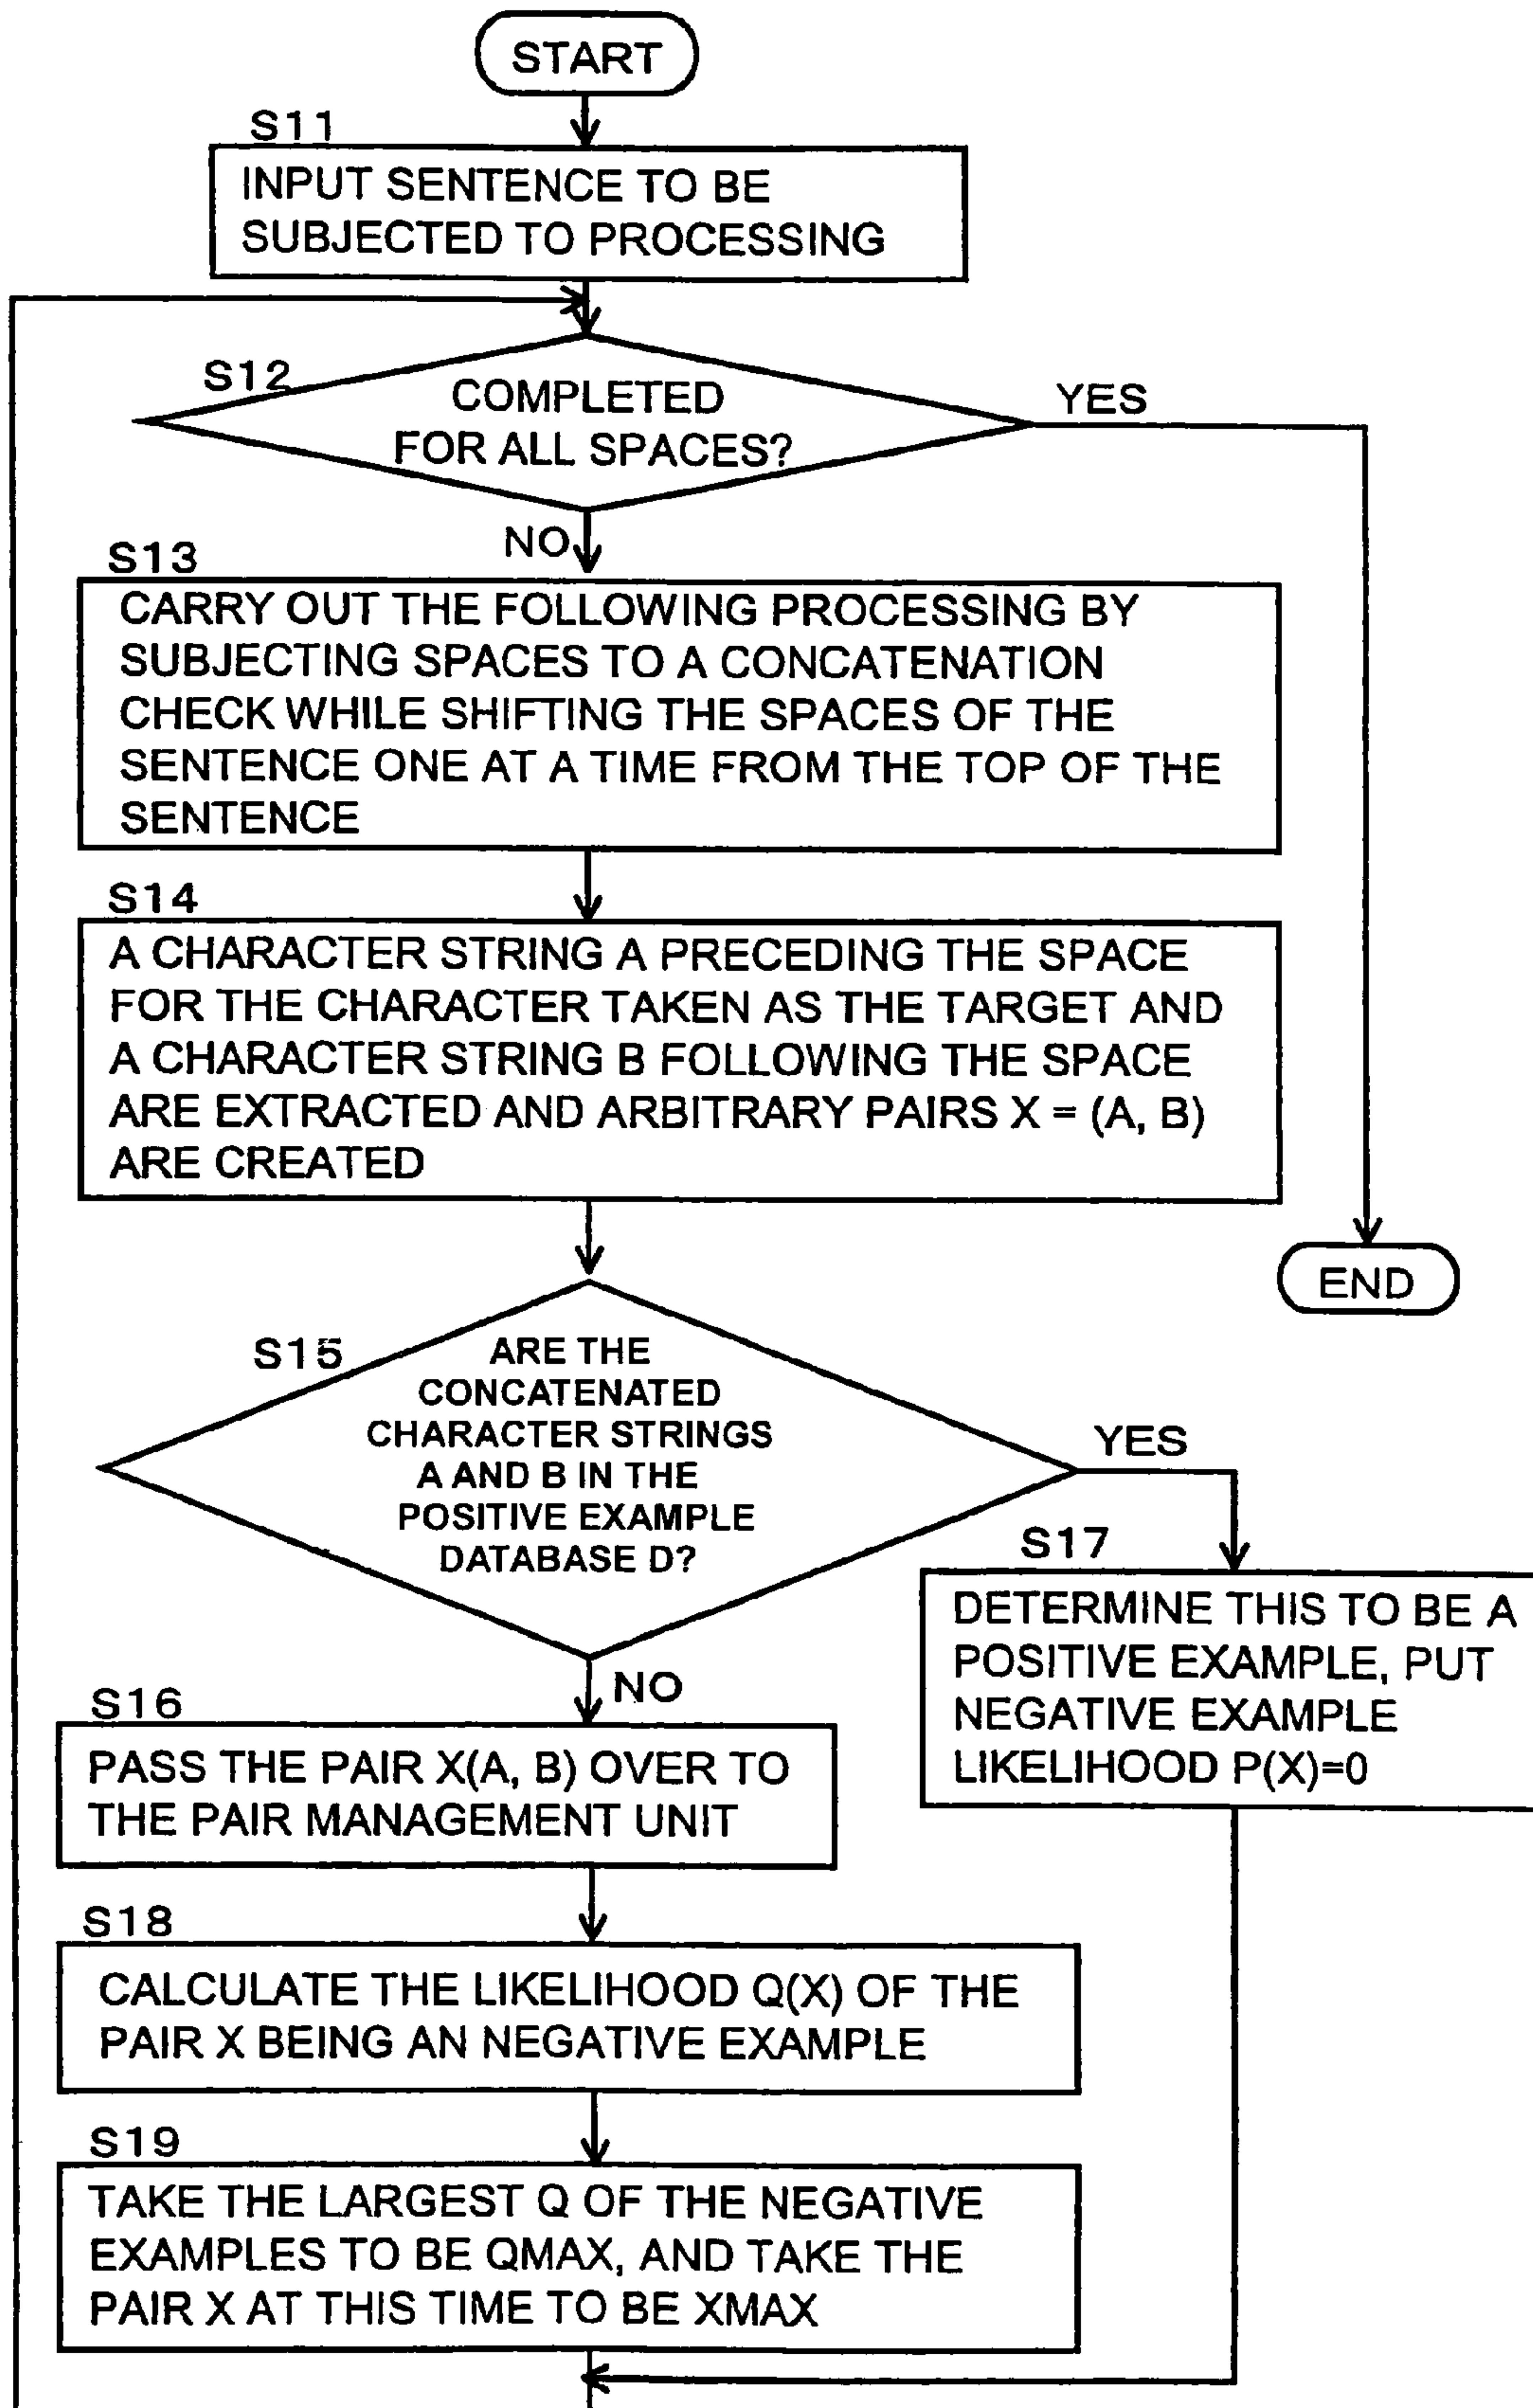 START
S11
INPUT SENTENCE TO BE
SUBJECTED TO PROCESSING
S12
COMPLETED
FOR ALL SPACES?
YES
NO
S13
CARRY OUT THE FOLLOWING PROCESSING BY
SUBJECTING SPACES TO A CONCATENATION
CHECK WHILE SHIFTING THE SPACES OF THE
SENTENCE ONE AT A TIME FROM THE TOP OF THE
SENTENCE
S14
A CHARACTER STRING A PRECEDING THE SPACE
FOR THE CHARACTER TAKEN AS THE TARGET AND
A CHARACTER STRING B FOLLOWING THE SPACE
ARE EXTRACTED AND ARBITRARY PAIRS X = (A, B)
ARE CREATED
END
S15
ARE THE
CONCATENATED
CHARACTER STRINGS
A AND B IN THE
POSITIVE EXAMPLE
DATABASE D?
YES
NO
S17
DETERMINE THIS TO BE A
POSITIVE EXAMPLE, PUT
NEGATIVE EXAMPLE
LIKELIHOOD P(X)=0
S16
PASS THE PAIR X(A, B) OVER TO
THE PAIR MANAGEMENT UNIT
S18
CALCULATE THE LIKELIHOOD Q(X) OF THE
PAIR X BEING AN NEGATIVE EXAMPLE
S19
TAKE THE LARGEST Q OF THE NEGATIVE
EXAMPLES TO BE QMAX, AND TAKE THE
PAIR X AT THIS TIME TO BE XMAX